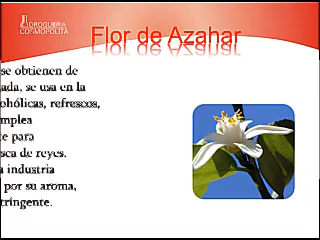 DROGUERIA
COSMOPOLITA
Flor de Azahar
se obtienen de
ada, se usa en la
ohólicas, refrescos,
mplea
e para
sca de reyes.
a industria
por su aroma,
tringente.